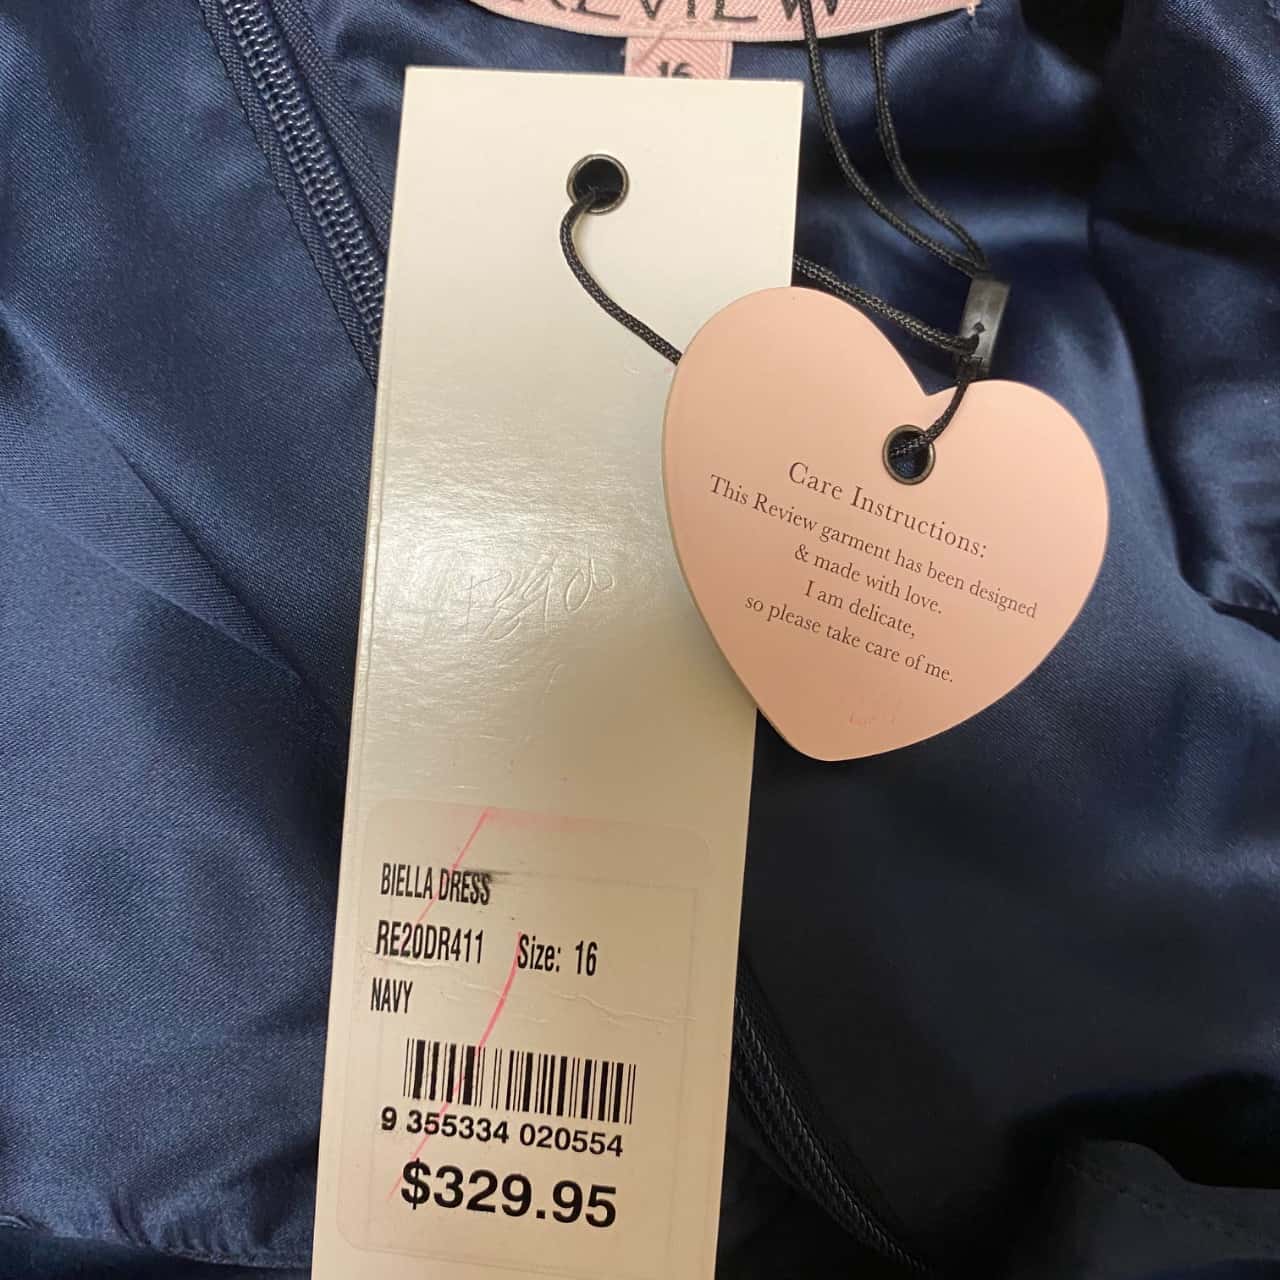 REVIEW
16
Care Instructions:
This Review garment has been designed
& made with love.
I am delicate,
so please take care of me.
BIELLA DRESS
RE20DR411 Size: 16
NAVY
9 355334 020554
$329.95